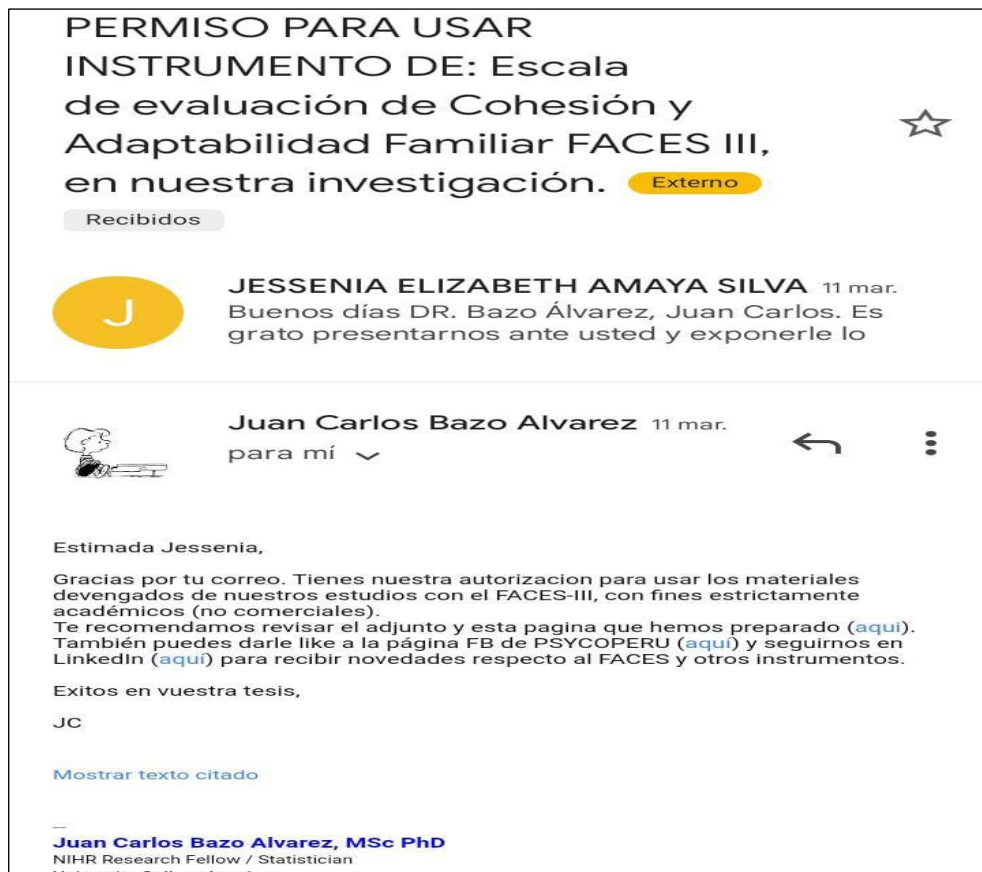 PERMISO PARA USAR
INSTRUMENTO DE: Escala
de evaluación de Cohesión y
Adaptabilidad Familiar FACES III,
en nuestra investigación. Externo
Recibidos
J
JESSENIA ELIZABETH AMAYA SILVA 11 mar.
Buenos días DR. Bazo Álvarez, Juan Carlos. Es
grato presentarnos ante usted y exponerle lo
Juan Carlos Bazo Alvarez 11 mar.
para mí
Estimada Jessenia,
Gracias por tu correo. Tienes nuestra autorizacion para usar los materiales
devengados de nuestros estudios con el FACES-III, con fines estrictamente
académicos (no comerciales).
Te recomendamos revisar el adjunto y esta pagina que hemos preparado (aqui).
También puedes darle like a la página FB de PSYCOPERU (aquí) y seguirnos en
LinkedIn (aquí) para recibir novedades respecto al FACES y otros instrumentos.
Exitos en vuestra tesis,
JC
Mostrar texto citado
—
Juan Carlos Bazo Alvarez, MSc PhD
NIHR Research Fellow / Statistician